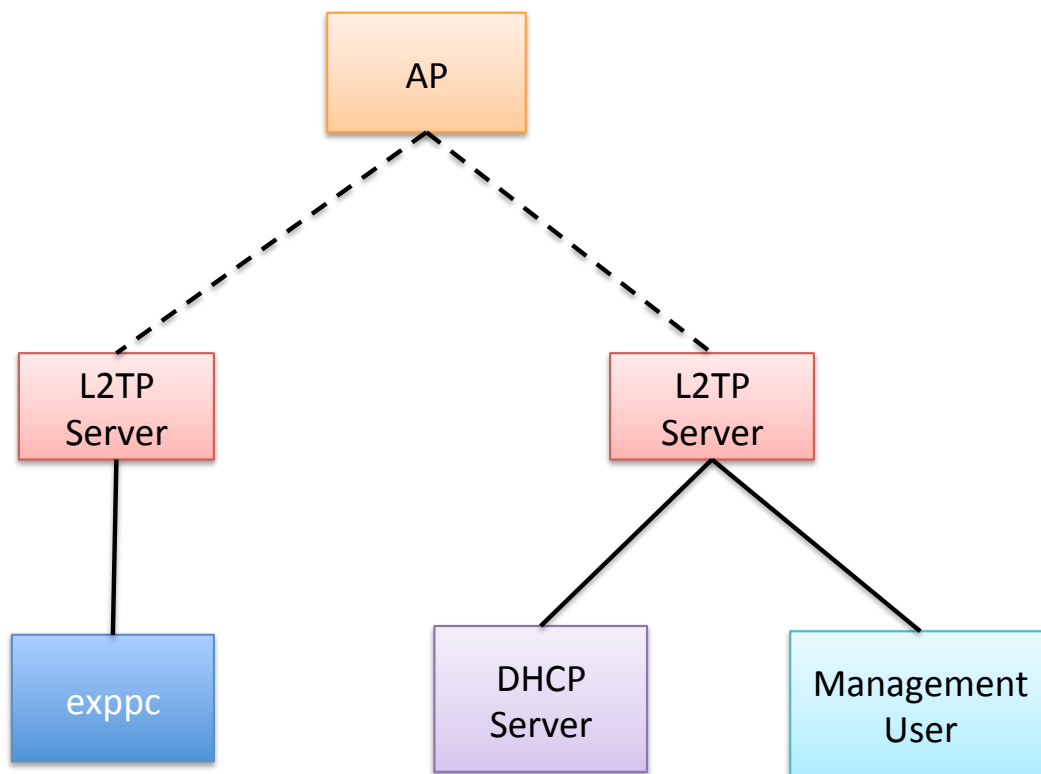 AP
L2TP
Server
L2TP
Server
exppc
DHCP
Server
Management
User